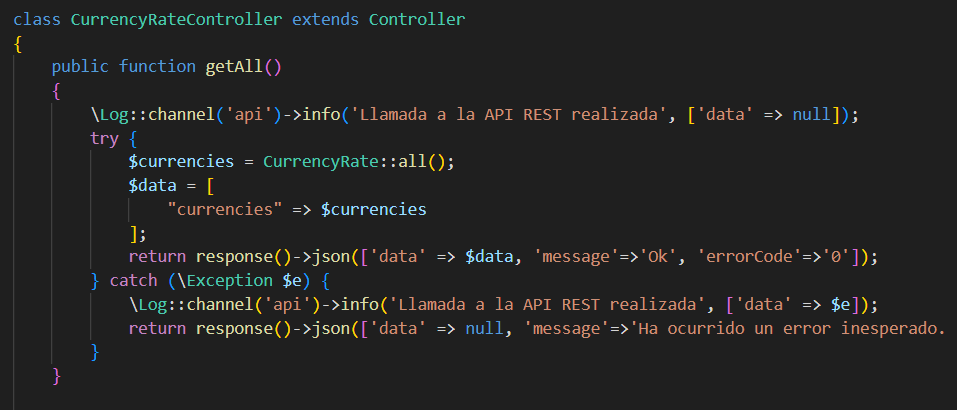 class CurrencyRateController extends Controller
{
    public function getAll()
    {
        \Log::channel('api')->info('Llamada a la API REST realizada', ['data' => null]);
        try {
            $currencies = CurrencyRate::all();
            $data = [
                "currencies" => $currencies
            ];
            return response()->json(['data' => $data, 'message'=>'Ok', 'errorCode'=>'0']);
        } catch (\Exception $e) {
            \Log::channel('api')->info('Llamada a la API REST realizada', ['data' => $e]);
            return response()->json(['data' => null, 'message'=>'Ha ocurrido un error inesperado.
        }
    }